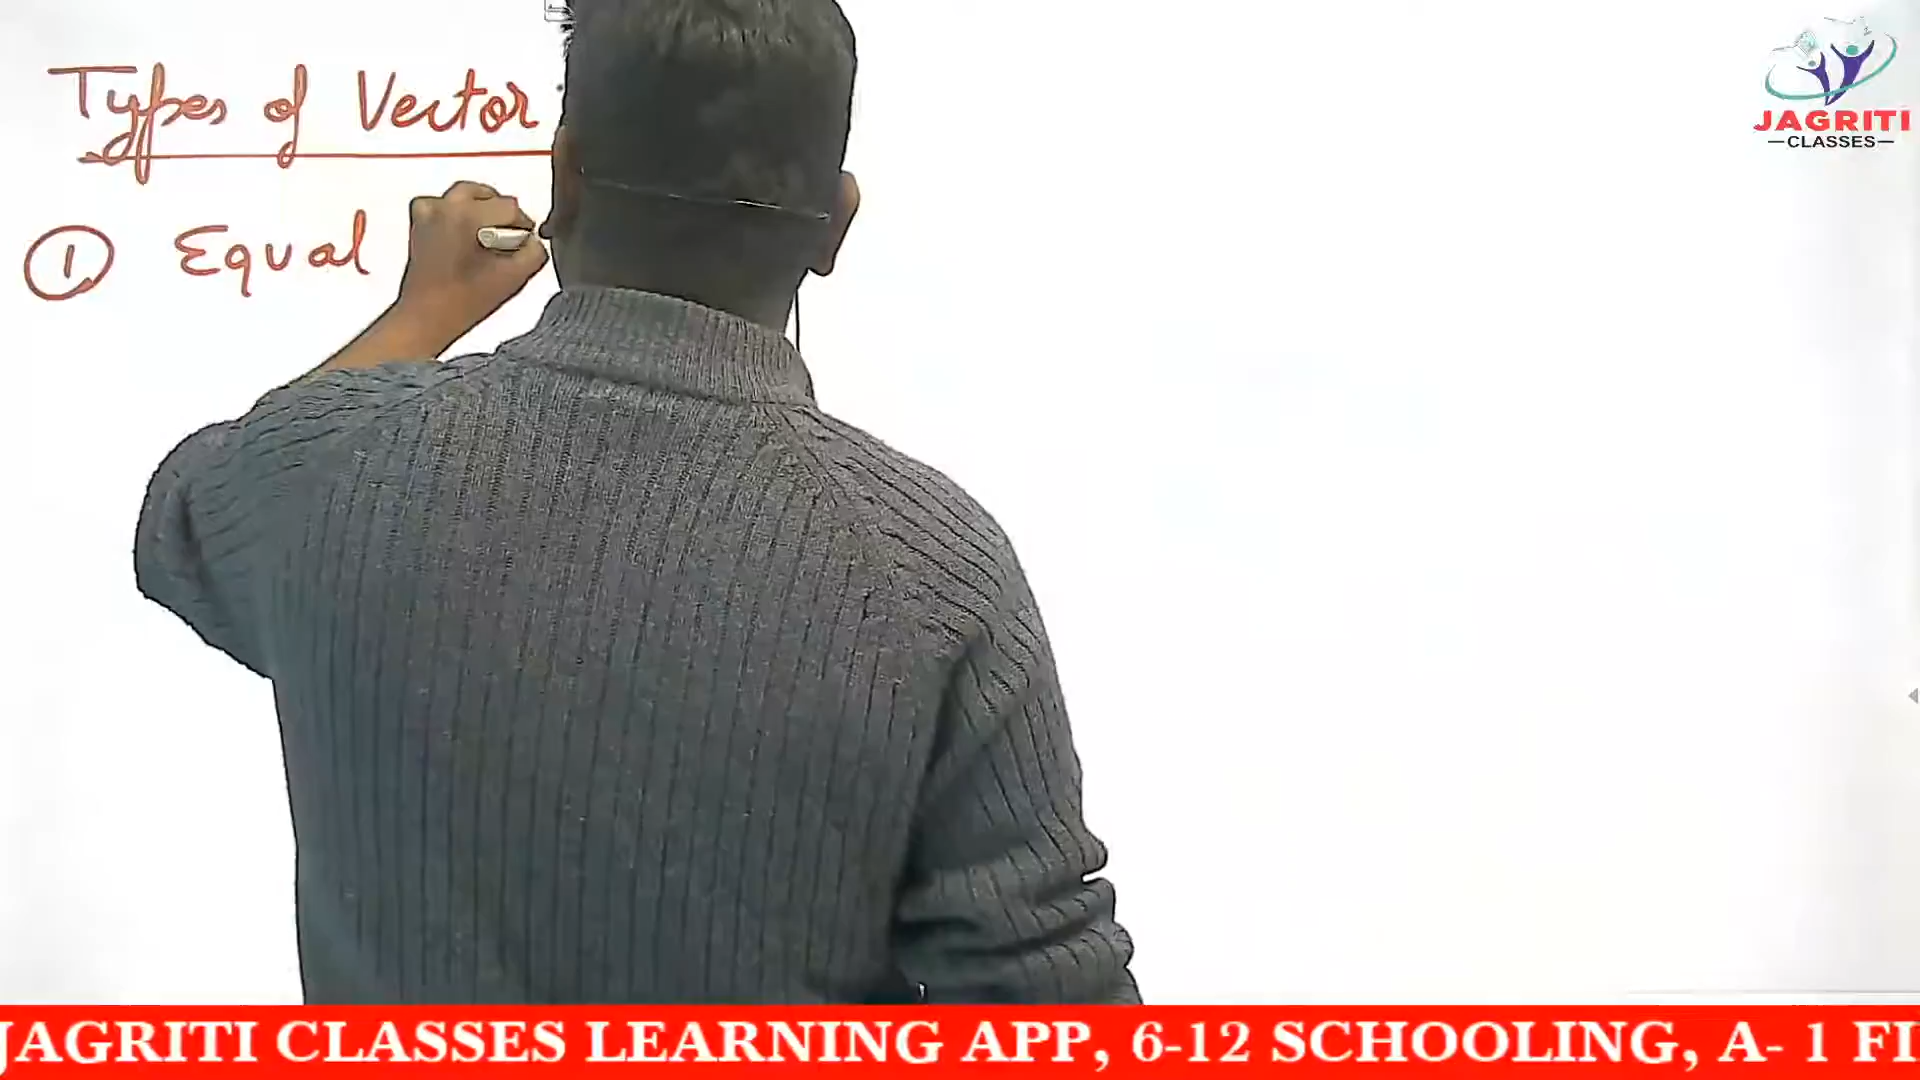 Types of Vector
① Equal
JAGRITI
CLASSES
JAGRITI CLASSES LEARNING APP, 6-12 SCHOOLING, A- 1 FI